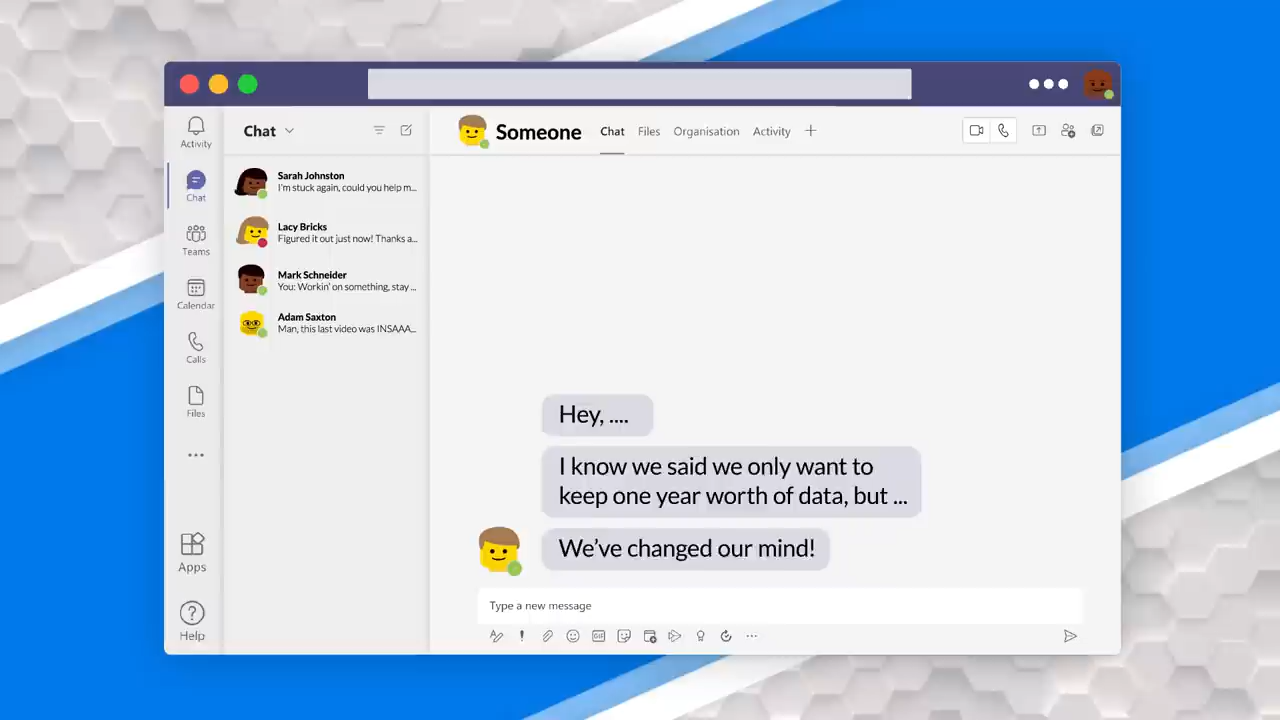 Activity
Chat
Teams
Calendar
Calls
Files
Apps
Help
Chat
Sarah Johnston
I'm stuck again, could you help m...
Lacy Bricks
Figured it out just now! Thanks a...
Mark Schneider
You: Workin' on something, stay ...
Adam Saxton
Man, this last video was INSAAA...
Someone
Chat
Files
Organisation
Activity
Hey, ....
I know we said we only want to
keep one year worth of data, but ...
We've changed our mind!
Type a new message
GIF